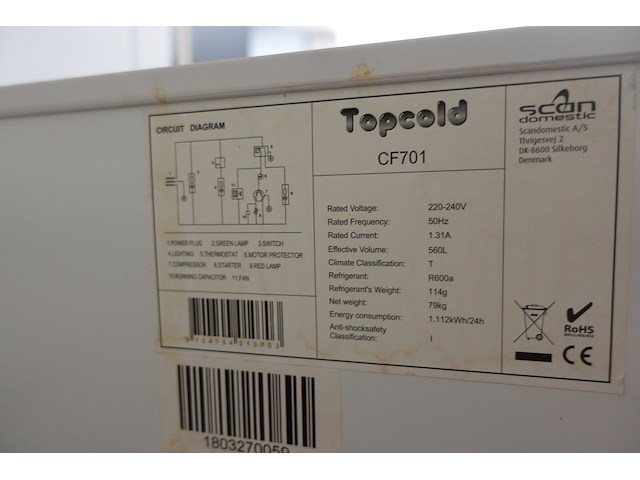 CIRCUIT DIAGRAM
1.POWER PLUG 2.GREEN LAMP 3.SWITCH
4.LIGHTING 5.THERMOSTAT 6.MOTOR PROTECTOR
7.COMPRESSOR 8.STARTER 9.RED LAMP
10.RUNNING CAPACITOR 11.FAN
1803270059
Topcold
CF701
Rated Voltage: 220-240V
Rated Frequency: 50Hz
Rated Current: 1.31A
Effective Volume: 560L
Climate Classification: T
Refrigerant: R600a
Refrigerant's Weight: 114g
Net weight: 79kg
Energy consumption: 1.112kWh/24h
Anti-shocksafety
Classification: I
scan
domestic
Scandomestic A/S
Thrigesvej 2
DK-8600 Silkeborg
Denmark
RoHS
CE